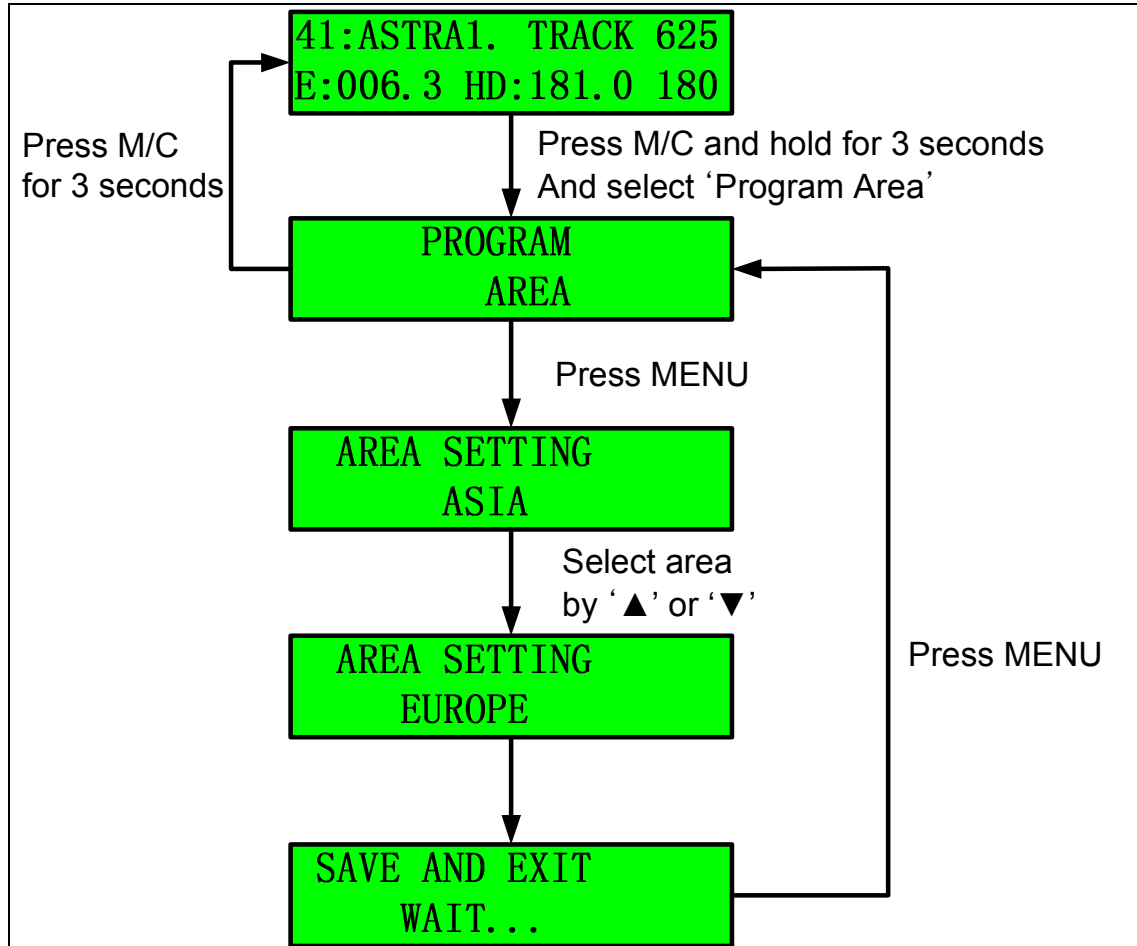 41:ASTRA1. TRACK 625
E:006.3 HD:181.0 180
Press M/C
for 3 seconds
Press M/C and hold for 3 seconds
And select ‘Program Area’
PROGRAM
AREA
Press MENU
AREA SETTING
ASIA
Select area
by ‘▲’ or ‘▼’
AREA SETTING
EUROPE
Press MENU
SAVE AND EXIT
WAIT...